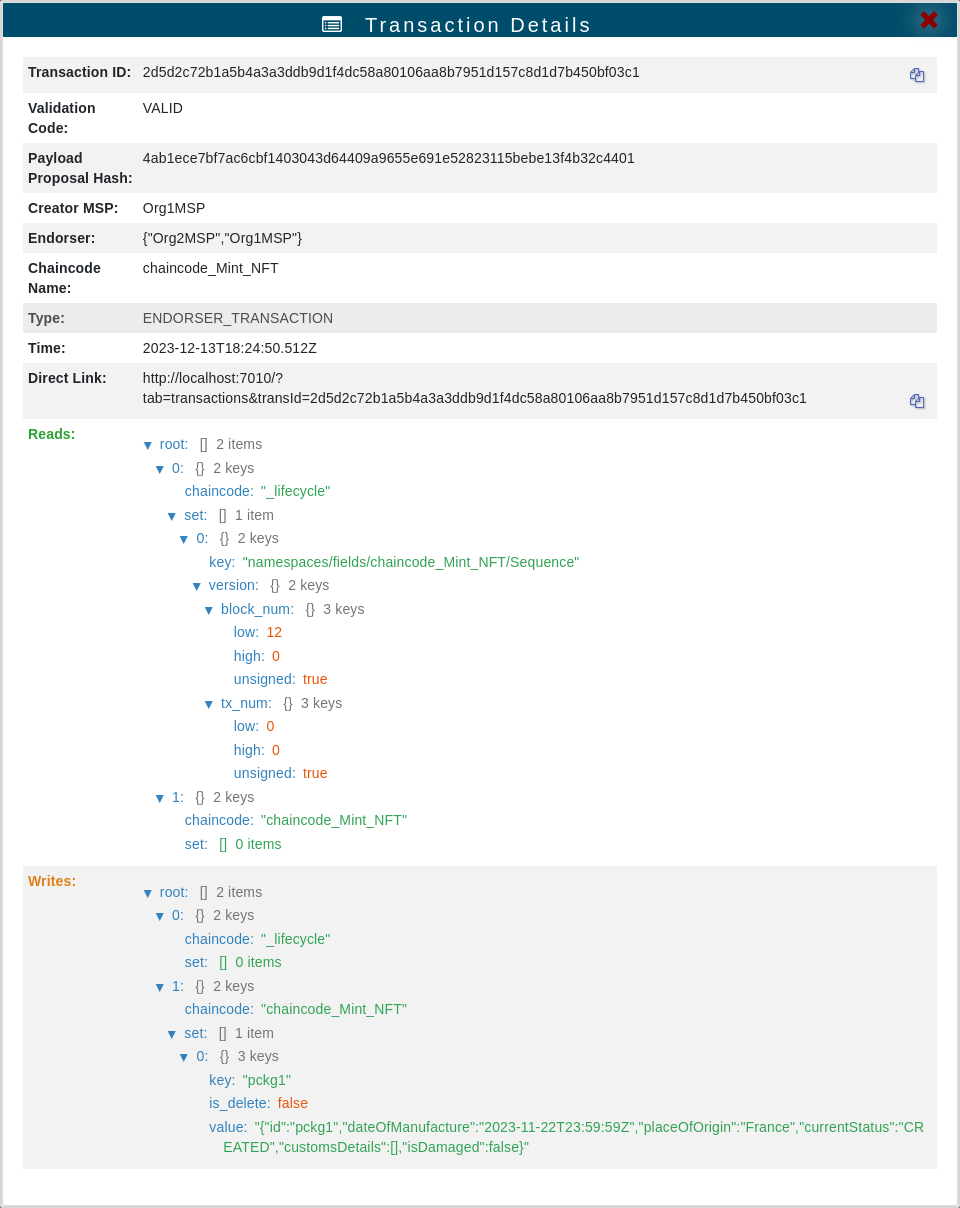 Transaction Details
Transaction ID: 2d5d2c72b1a5b4a3a3ddb9d1f4dc58a80106aa8b7951d157c8d1d7b450bf03c1
Validation Code: VALID
Payload Proposal Hash: 4ab1ece7bf7ac6cbf1403043d64409a9655e691e52823115bebe13f4b32c4401
Creator MSP: Org1MSP
Endorser: {"Org2MSP","Org1MSP"}
Chaincode Name: chaincode_Mint_NFT
Type: ENDORSER_TRANSACTION
Time: 2023-12-13T18:24:50.512Z
Direct Link: http://localhost:7010/?
tab=transactions&transId=2d5d2c72b1a5b4a3a3ddb9d1f4dc58a80106aa8b7951d157c8d1d7b450bf03c1
Reads:
▼ root: [] 2 items
▼ 0: {} 2 keys
chaincode: "_lifecycle"
▼ set: [] 1 item
▼ 0: {} 2 keys
key: "namespaces/fields/chaincode_Mint_NFT/Sequence"
▼ version: {} 2 keys
▼ block_num: {} 3 keys
low: 12
high: 0
unsigned: true
▼ tx_num: {} 3 keys
low: 0
high: 0
unsigned: true
▼ 1: {} 2 keys
chaincode: "chaincode_Mint_NFT"
set: [] 0 items
Writes:
▼ root: [] 2 items
▼ 0: {} 2 keys
chaincode: "_lifecycle"
set: [] 0 items
▼ 1: {} 2 keys
chaincode: "chaincode_Mint_NFT"
▼ set: [] 1 item
▼ 0: {} 3 keys
key: "pckg1"
is_delete: false
value: "{"id":"pckg1","dateOfManufacture":"2023-11-22T23:59:59Z","placeOfOrigin":"France","currentStatus":"CR
EATED","customsDetails":[],"isDamaged":false}"